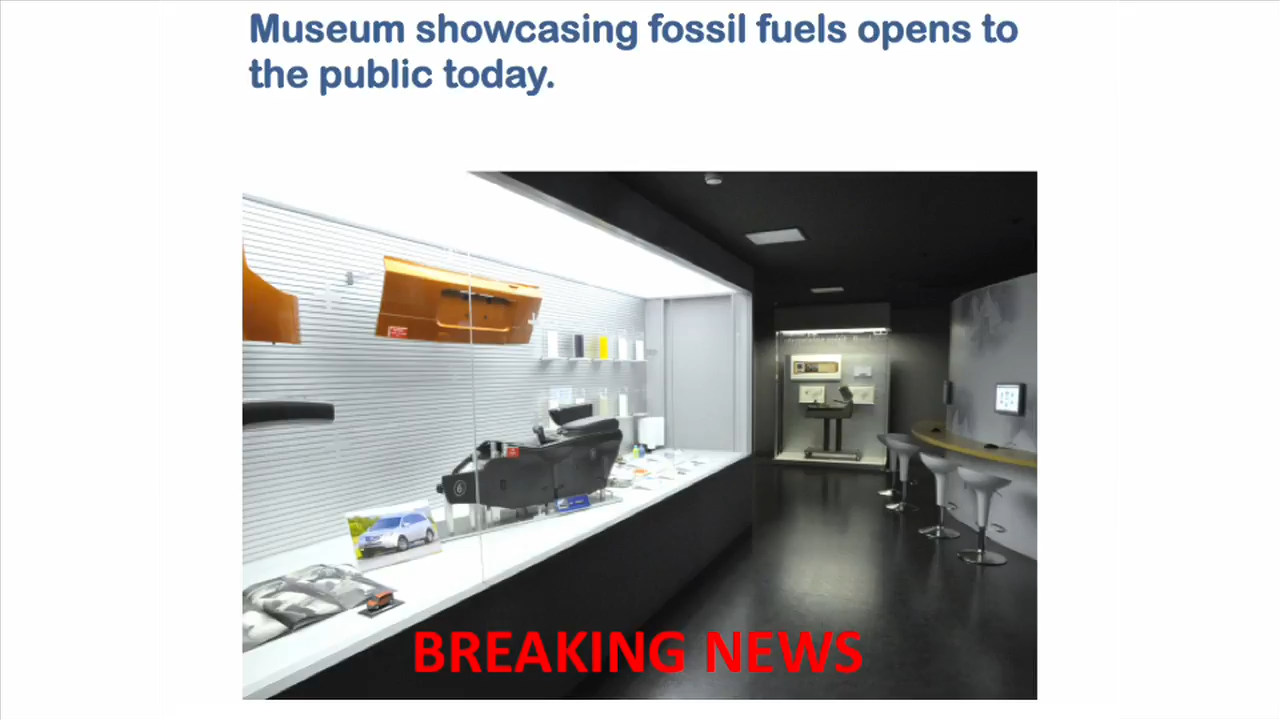 Museum showcasing fossil fuels opens to
the public today.
BREAKING NEWS